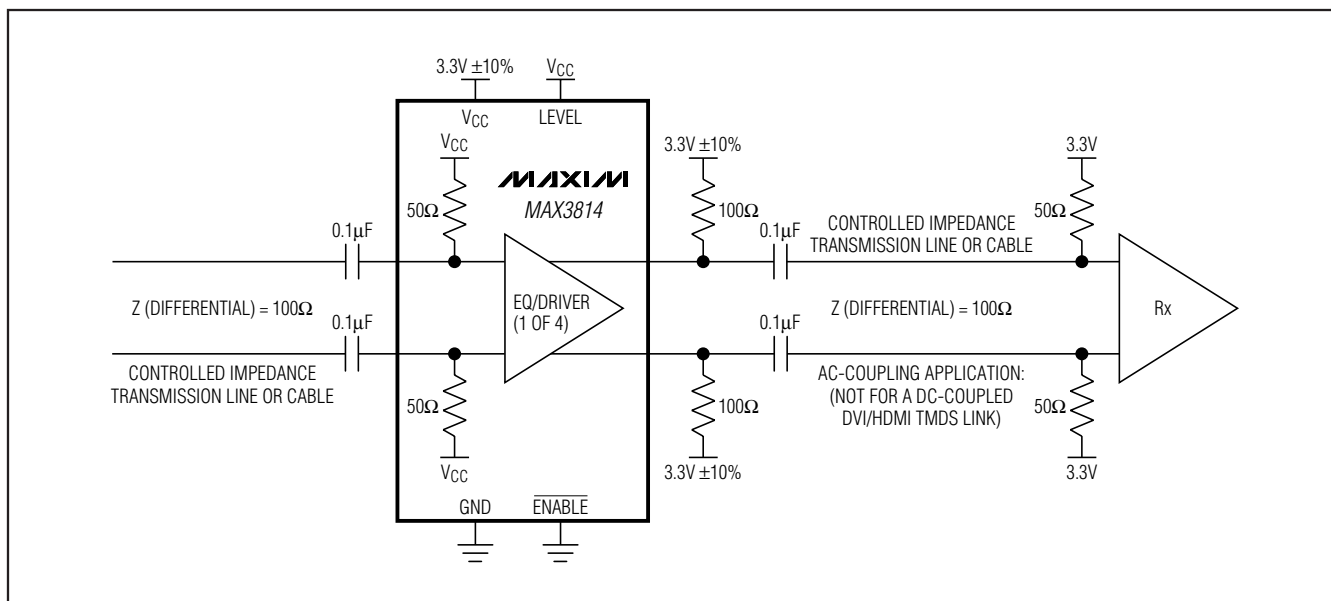 3.3V ±10%
VCC
VCC
LEVEL
VCC
MAXIM
MAX3814
50Ω
0.1µF
Z (DIFFERENTIAL) = 100Ω
0.1µF
CONTROLLED IMPEDANCE
TRANSMISSION LINE OR CABLE
50Ω
VCC
EQ/DRIVER
(1 OF 4)
GND
ENABLE
3.3V ±10%
100Ω
0.1µF
CONTROLLED IMPEDANCE
TRANSMISSION LINE OR CABLE
3.3V
50Ω
0.1µF
Z (DIFFERENTIAL) = 100Ω
Rx
100Ω
3.3V ±10%
AC-COUPLING APPLICATION:
(NOT FOR A DC-COUPLED
DVI/HDMI TMDS LINK)
50Ω
3.3V